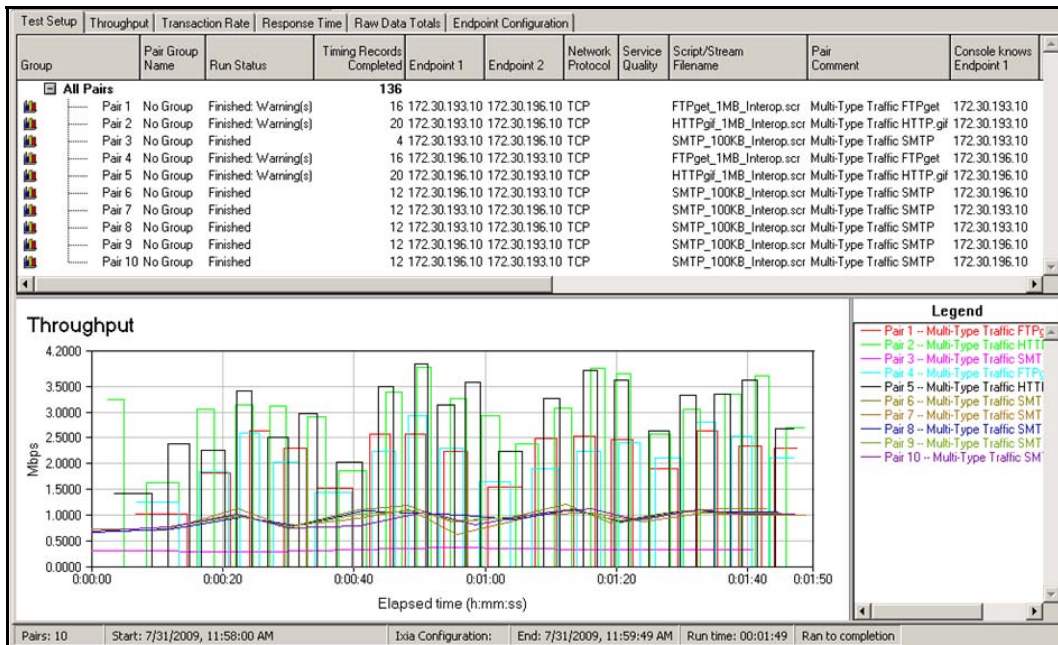 Test Setup Throughput Transaction Rate Response Time Raw Data Totals Endpoint Configuration
Group Pair Group Name Run Status Timing Records Completed Endpoint 1 Endpoint 2 Network Protocol Service Quality Script/Stream Filename Pair Comment Console knows Endpoint 1
All Pairs 136
Pair 1 No Group Finished: Warning(s) 16 172.30.193.10 172.30.196.10 TCP FTPget_1MB_Interop.scr Multi-Type Traffic FTPget 172.30.193.10
Pair 2 No Group Finished: Warning(s) 20 172.30.193.10 172.30.196.10 TCP HTTPgif_1MB_Interop.scr Multi-Type Traffic HTTP.gif 172.30.193.10
Pair 3 No Group Finished 4 172.30.193.10 172.30.196.10 TCP SMTP_100KB_Interop.scr Multi-Type Traffic SMTP 172.30.193.10
Pair 4 No Group Finished: Warning(s) 16 172.30.196.10 172.30.193.10 TCP FTPget_1MB_Interop.scr Multi-Type Traffic FTPget 172.30.196.10
Pair 5 No Group Finished: Warning(s) 20 172.30.196.10 172.30.193.10 TCP HTTPgif_1MB_Interop.scr Multi-Type Traffic HTTP.gif 172.30.196.10
Pair 6 No Group Finished 12 172.30.193.10 172.30.196.10 TCP SMTP_100KB_Interop.scr Multi-Type Traffic SMTP 172.30.193.10
Pair 7 No Group Finished 12 172.30.193.10 172.30.196.10 TCP SMTP_100KB_Interop.scr Multi-Type Traffic SMTP 172.30.193.10
Pair 8 No Group Finished 12 172.30.196.10 172.30.193.10 TCP SMTP_100KB_Interop.scr Multi-Type Traffic SMTP 172.30.193.10
Pair 9 No Group Finished 12 172.30.196.10 172.30.193.10 TCP SMTP_100KB_Interop.scr Multi-Type Traffic SMTP 172.30.196.10
Pair 10 No Group Finished 12 172.30.196.10 172.30.193.10 TCP SMTP_100KB_Interop.scr Multi-Type Traffic SMTP 172.30.196.10
Throughput
Mbps
4.2000
3.5000
3.0000
2.5000
2.0000
1.5000
1.0000
0.5000
0.0000
0:00:00 0:00:20 0:00:40 0:01:00 0:01:20 0:01:40 0:01:50
Elapsed time (h:mm:ss)
Legend
Pair 1 -- Multi-Type Traffic FTPg
Pair 2 -- Multi-Type Traffic HTTI
Pair 3 -- Multi-Type Traffic SMT
Pair 4 -- Multi-Type Traffic FTPg
Pair 5 -- Multi-Type Traffic HTTI
Pair 6 -- Multi-Type Traffic SMT
Pair 7 -- Multi-Type Traffic SMT
Pair 8 -- Multi-Type Traffic SMT
Pair 9 -- Multi-Type Traffic SMT
Pair 10 -- Multi-Type Traffic SM
Pairs: 10 Start: 7/31/2009, 11:58:00 AM Ixia Configuration: End: 7/31/2009, 11:59:49 AM Run time: 00:01:49 Ran to completion